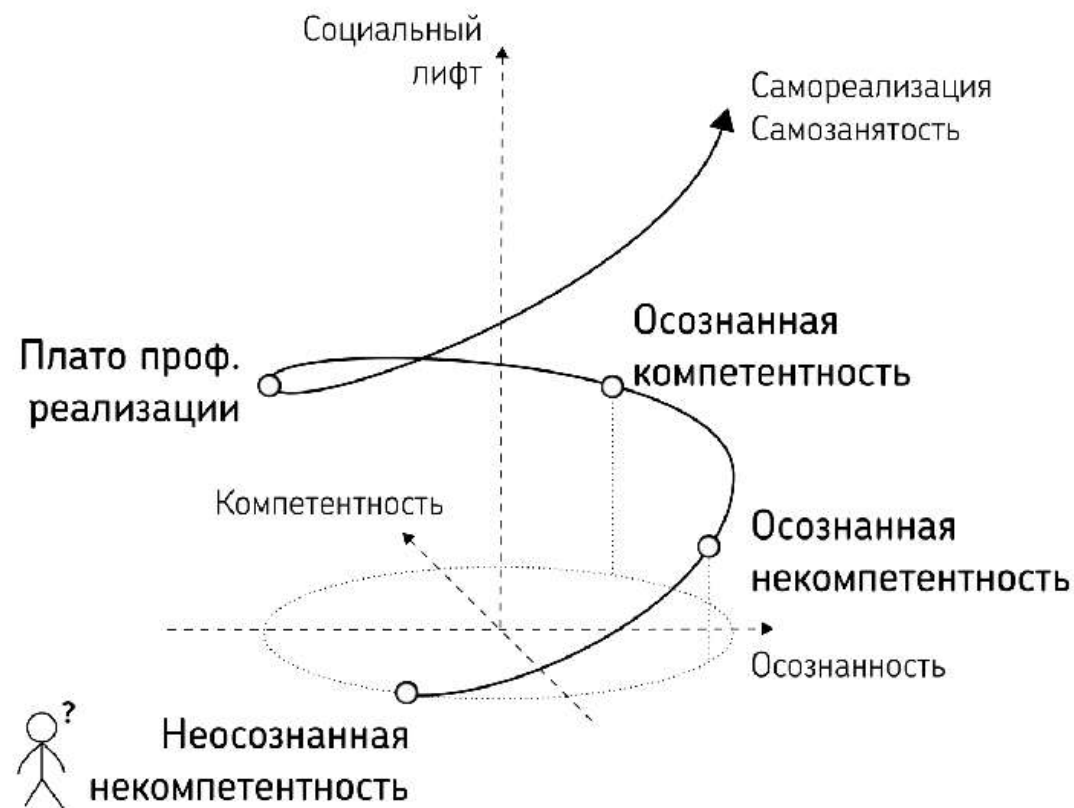 Социальный
лифт
Самореализация
Самозанятость
Осознанная
компетентность
Плато проф.
реализации
Компетентность
Осознанная
некомпетентность
Осознанность
?
Неосознанная
некомпетентность